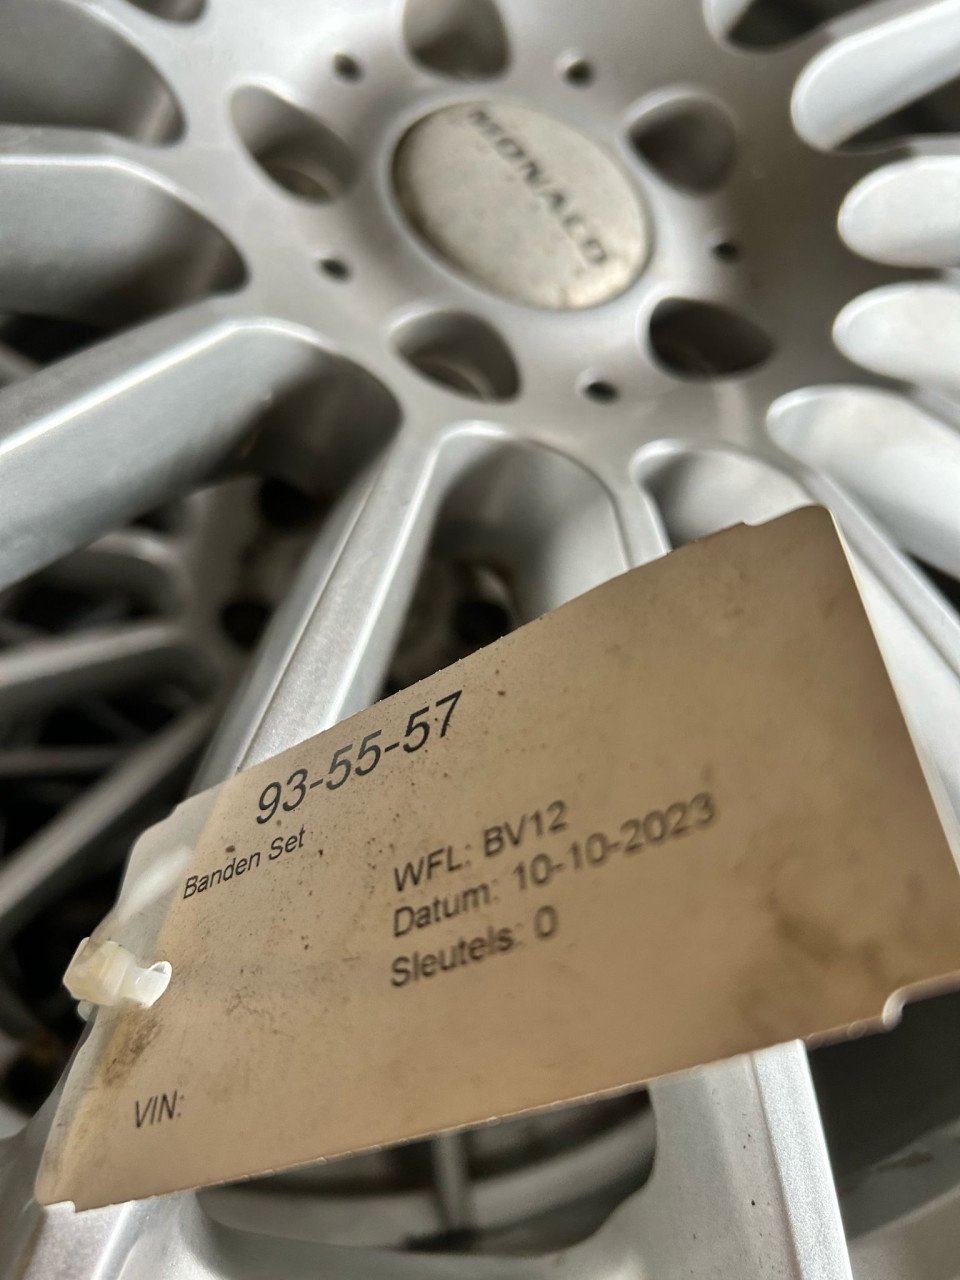 MONACO
93-55-57
Banden Set
WFL: BV12
Datum: 10-10-2023
Sleutels: 0
VIN: